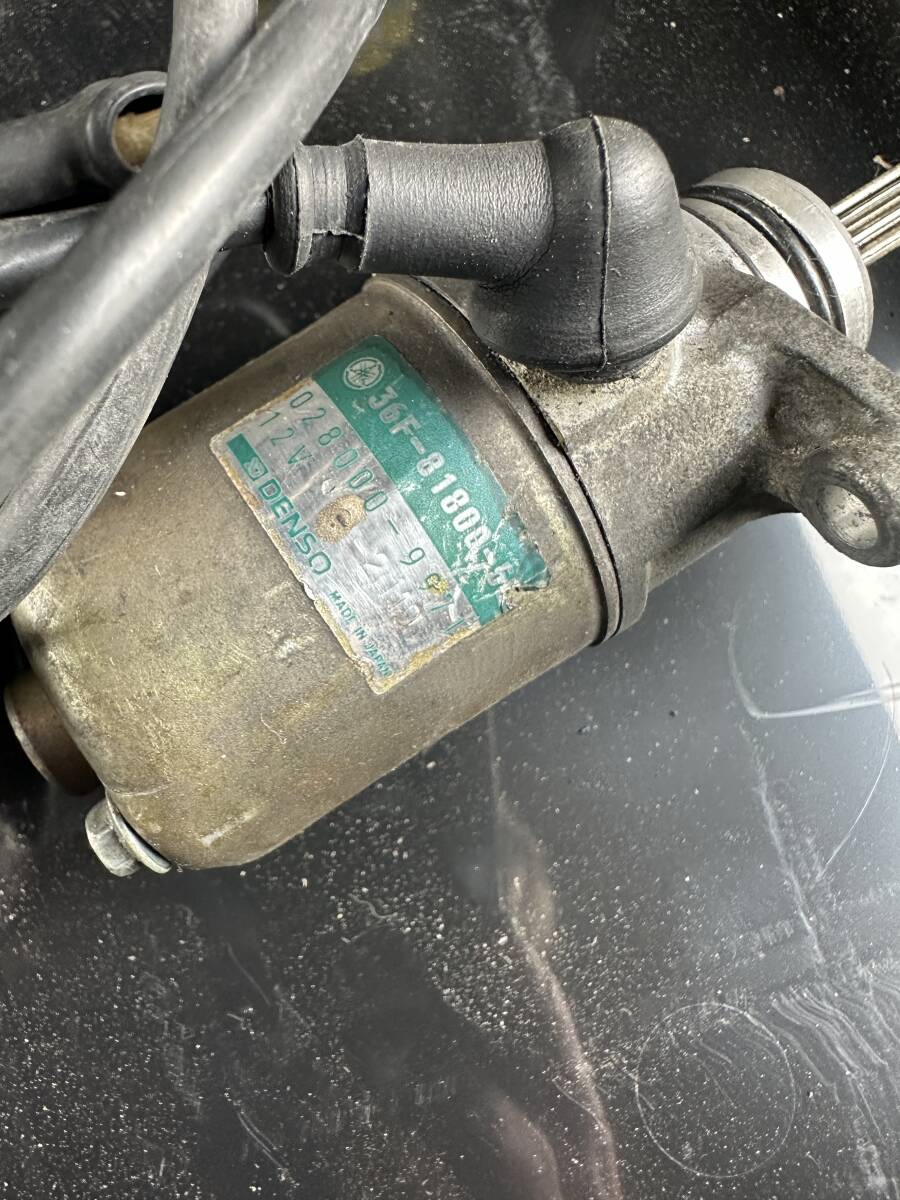 36F-81800-
028000-9
12V
DENSO
MADE IN JAPAN